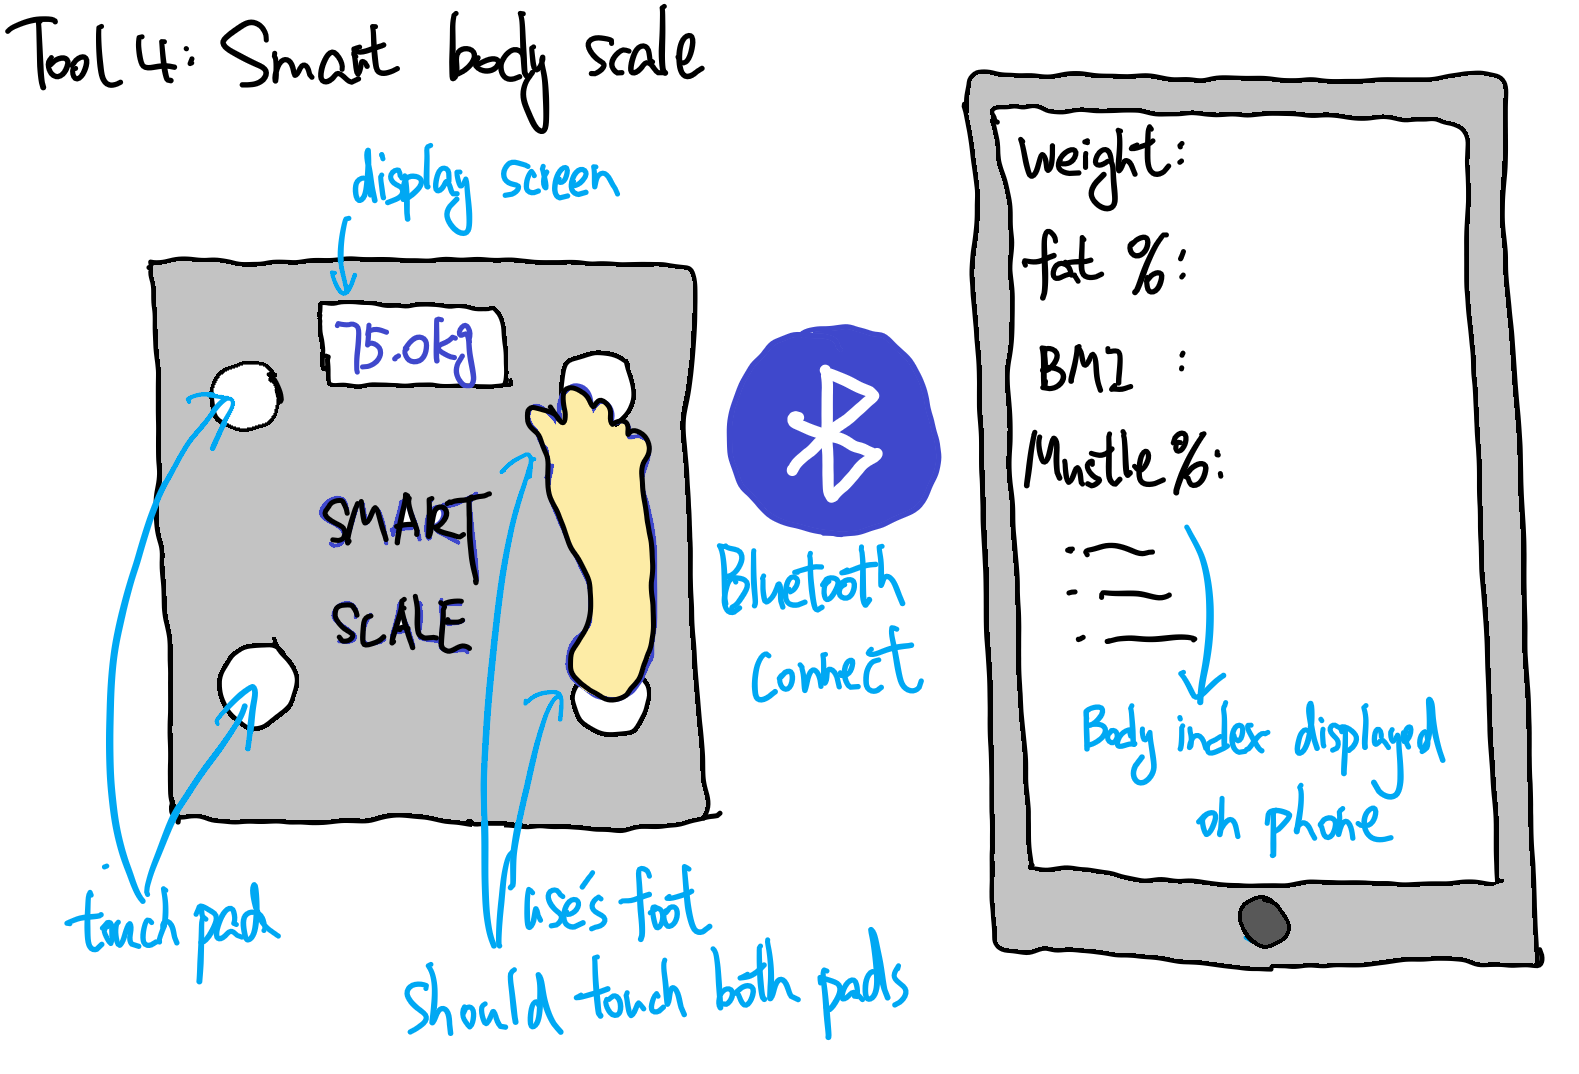 Tool 4: Smart body scale
display screen
75.0kg
SMART
SCALE
touch pad
use's foot
should touch both pads
Bluetooth
Connect
Weight:
fat %:
BMI :
Mustle %:
Body index displayed
on phone